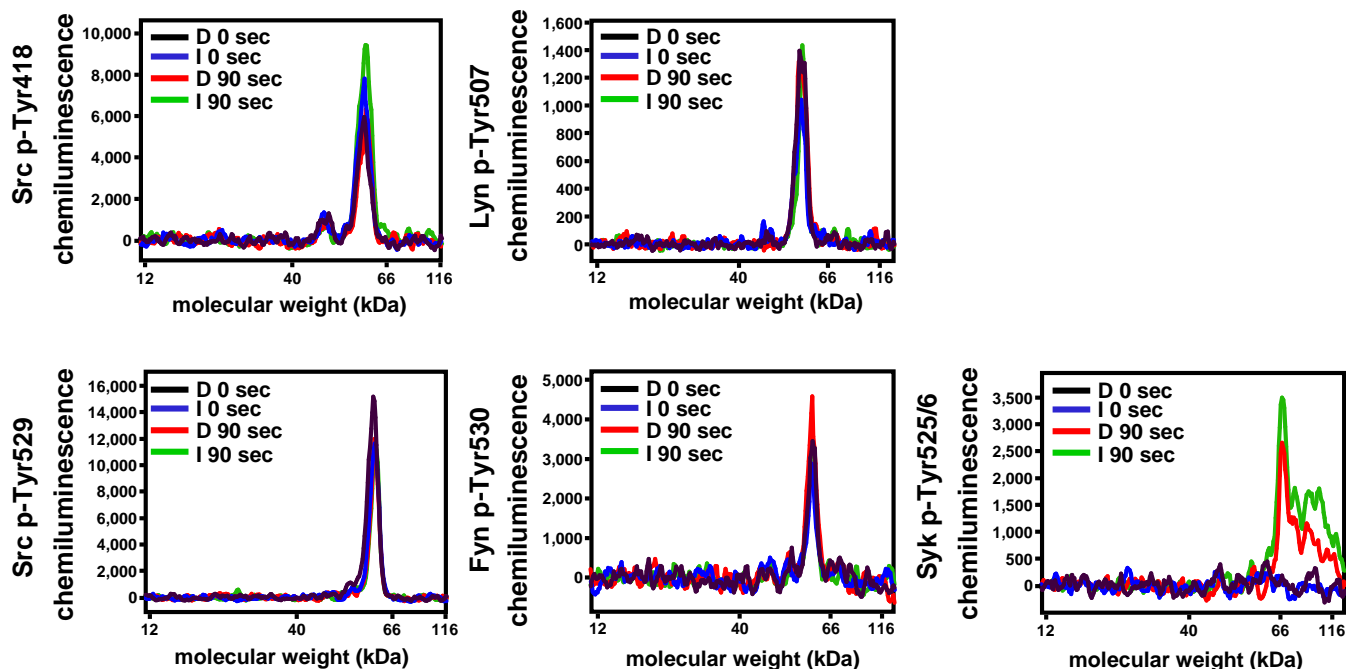 Src p-Tyr418
chemiluminescence
10,000
8,000
6,000
4,000
2,000
0
D 0 sec
I 0 sec
D 90 sec
I 90 sec
12 40 66 116
molecular weight (kDa)
Lyn p-Tyr507
chemiluminescence
1,600
1,400
1,200
1,000
800
600
400
200
0
D 0 sec
I 0 sec
D 90 sec
I 90 sec
12 40 66 116
molecular weight (kDa)
Src p-Tyr529
chemiluminescence
16,000
14,000
12,000
10,000
8,000
6,000
4,000
2,000
0
D 0 sec
I 0 sec
D 90 sec
I 90 sec
12 40 66 116
molecular weight (kDa)
Fyn p-Tyr530
chemiluminescence
5,000
4,000
3,000
2,000
1,000
0
D 0 sec
I 0 sec
D 90 sec
I 90 sec
12 40 66 116
molecular weight (kDa)
Syk p-Tyr525/6
chemiluminescence
3,500
3,000
2,500
2,000
1,500
1,000
500
0
D 0 sec
I 0 sec
D 90 sec
I 90 sec
12 40 66 116
molecular weight (kDa)